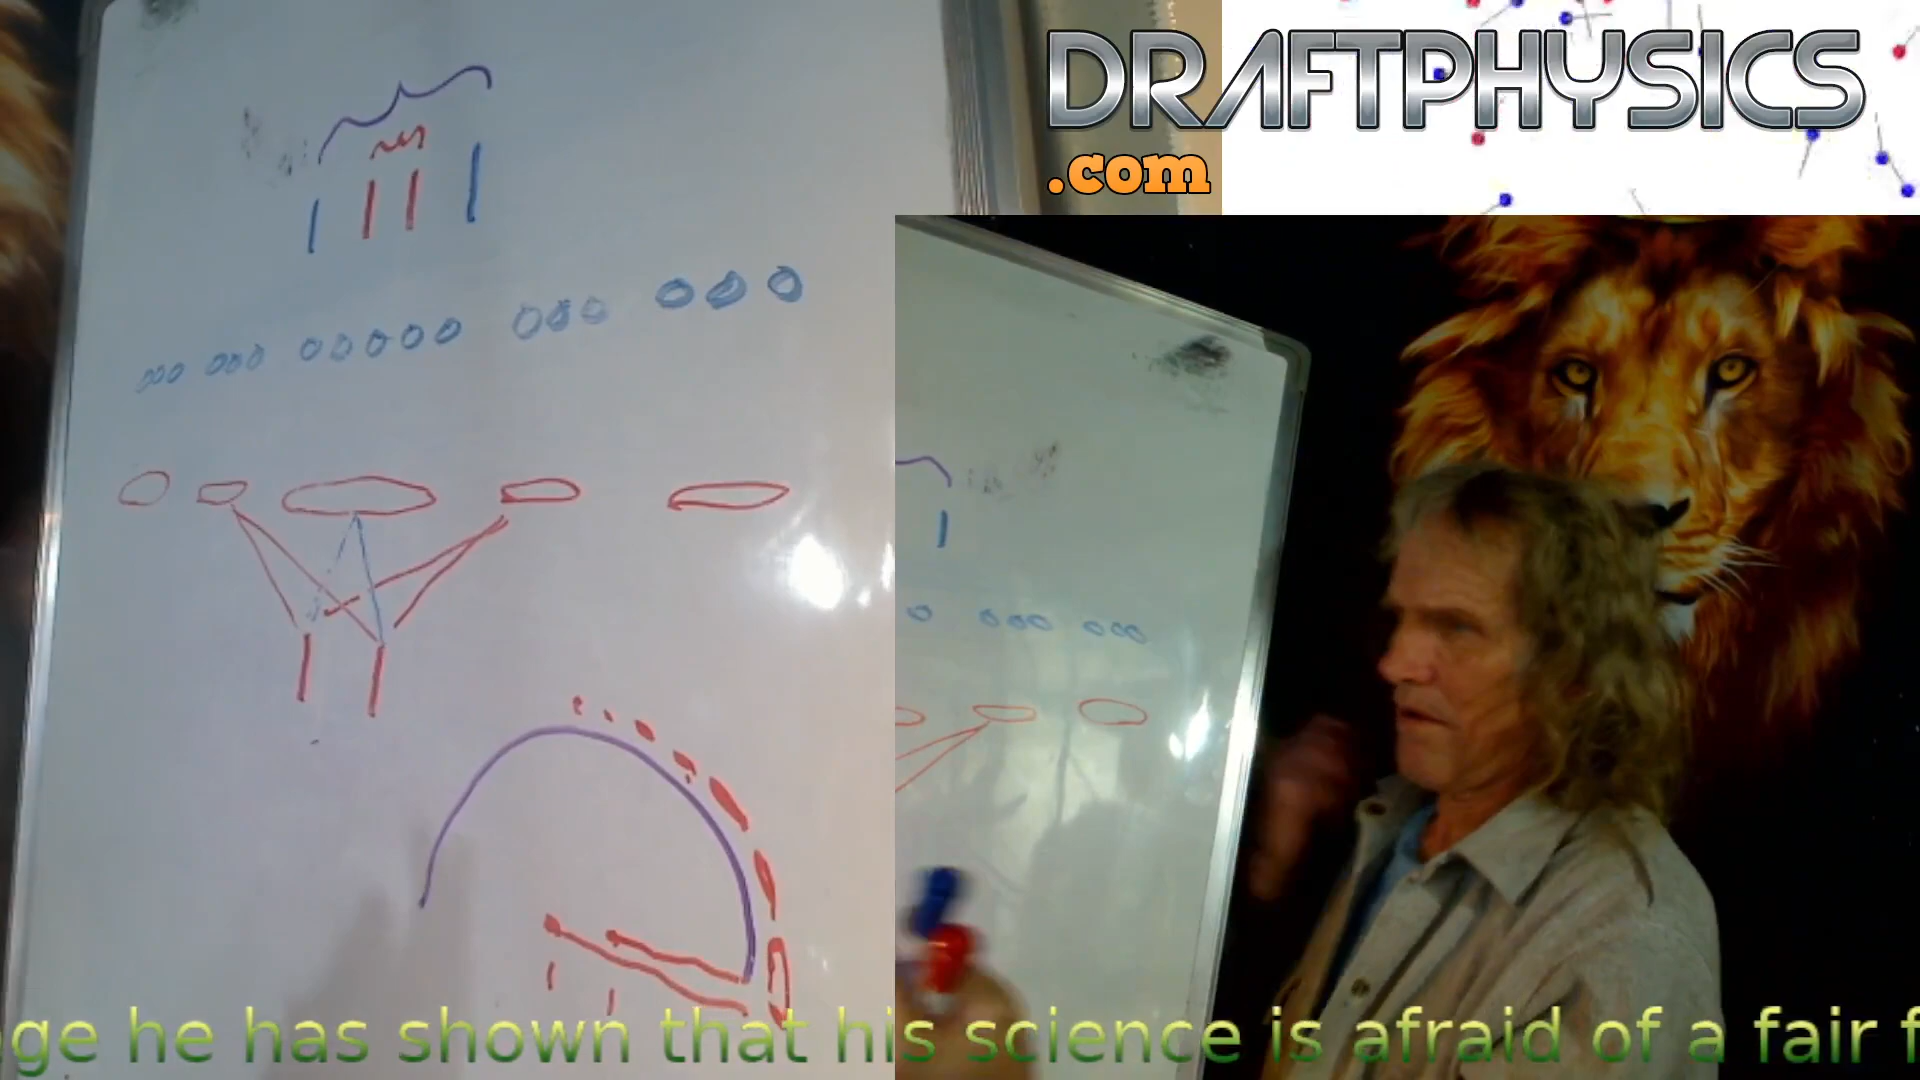 DRAFTPHYSICS
.com
ge he has shown that his science is afraid of a fair f